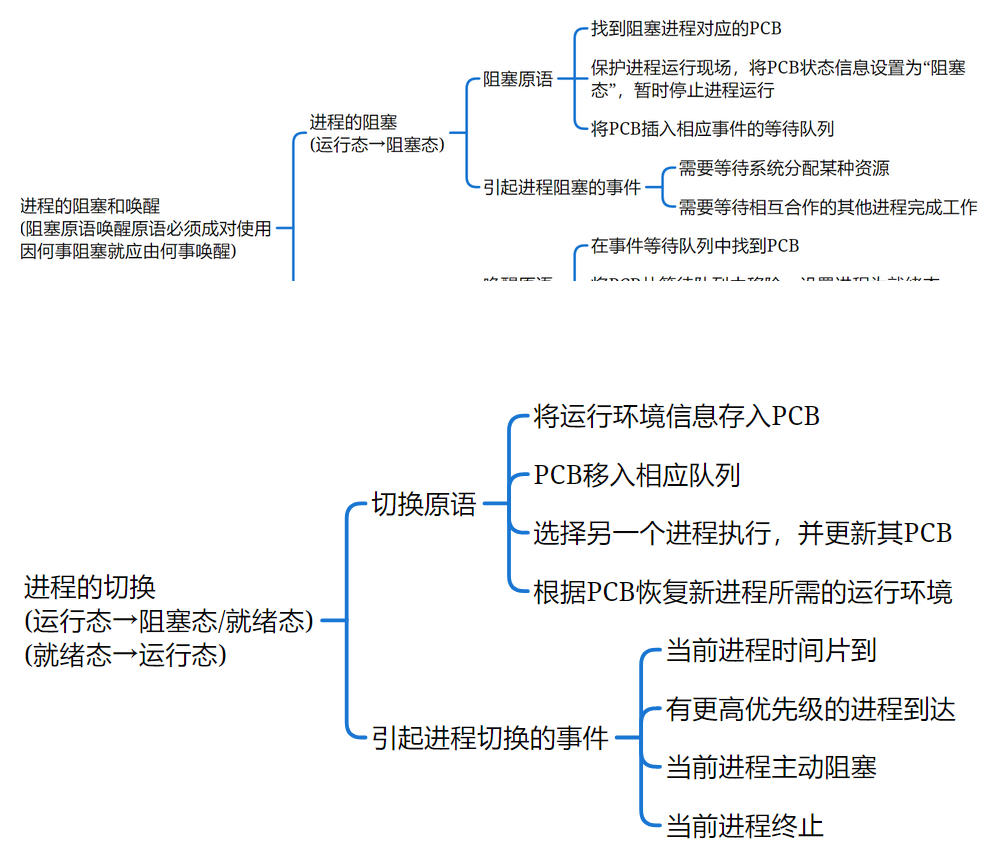 找到阻塞进程对应的PCB
保护进程运行现场，将PCB状态信息设置为“阻塞
态”，暂时停止进程运行
将PCB插入相应事件的等待队列
阻塞原语
进程的阻塞
(运行态→阻塞态)
引起进程阻塞的事件
需要等待系统分配某种资源
需要等待相互合作的其他进程完成工作
进程的阻塞和唤醒
(阻塞原语唤醒原语必须成对使用
因何事阻塞就应由何事唤醒)
在事件等待队列中找到PCB
将运行环境信息存入PCB
PCB移入相应队列
切换原语
选择另一个进程执行，并更新其PCB
根据PCB恢复新进程所需的运行环境
进程的切换
(运行态→阻塞态/就绪态)
(就绪态→运行态)
当前进程时间片到
有更高优先级的进程到达
引起进程切换的事件
当前进程主动阻塞
当前进程终止